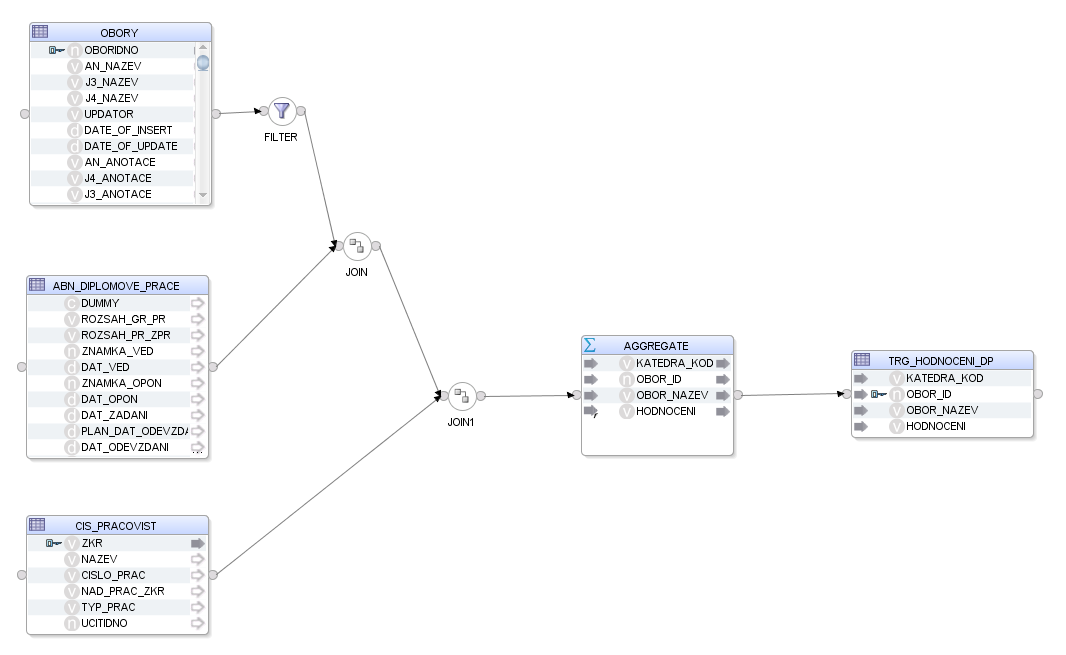 OBORY
n OBORIDNO
v AN_NAZEV
v J3_NAZEV
v J4_NAZEV
v UPDATOR
d DATE_OF_INSERT
d DATE_OF_UPDATE
v AN_ANOTACE
v J4_ANOTACE
v J3_ANOTACE
FILTER
JOIN
ABN_DIPLOMOVE_PRACE
c DUMMY
v ROZSAH_GR_PR
v ROZSAH_PR_ZPR
n ZNAMKA_VED
d DAT_VED
n ZNAMKA_OPON
d DAT_OPON
d DAT_ZADANI
d PLAN_DAT_ODEVZDA
d DAT_ODEVZDANI ...
JOIN1
Σ AGGREGATE
v KATEDRA_KOD
n OBOR_ID
v OBOR_NAZEV
v HODNOCENI
TRG_HODNOCENI_DP
v KATEDRA_KOD
n OBOR_ID
v OBOR_NAZEV
v HODNOCENI
CIS_PRACOVIST
v ZKR
v NAZEV
v CISLO_PRAC
v NAD_PRAC_ZKR
v TYP_PRAC
n UCITIDNO